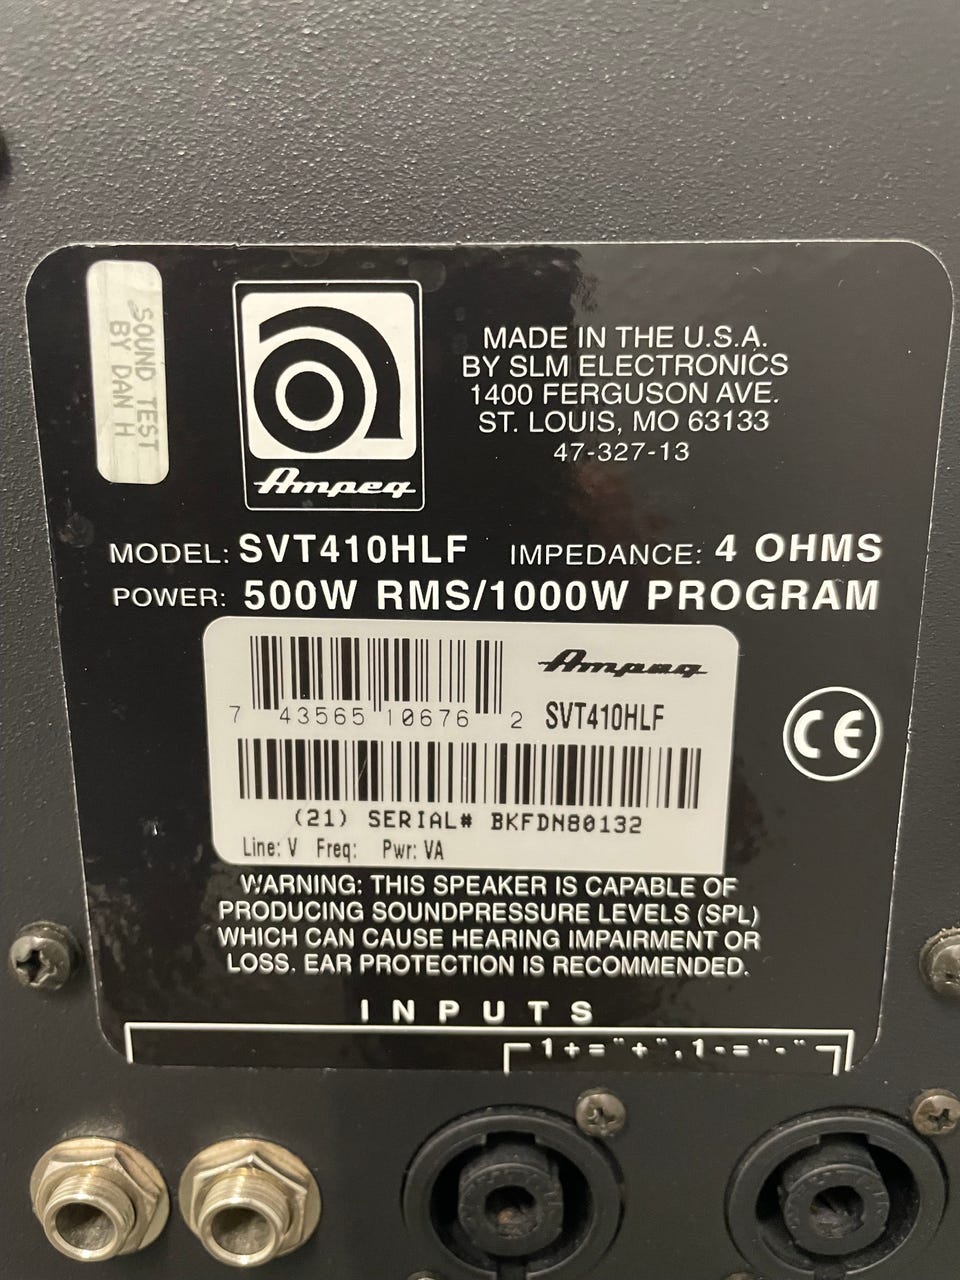 SOUND TEST
BY DAN H
Ampeg
MADE IN THE U.S.A.
BY SLM ELECTRONICS
1400 FERGUSON AVE.
ST. LOUIS, MO 63133
47-327-13
MODEL: SVT410HLF IMPEDANCE: 4 OHMS
POWER: 500W RMS/1000W PROGRAM
Ampeg
7 43565 10676 2 SVT410HLF
(21) SERIAL# BKFDN80132
Line: V Freq: Pwr: VA
CE
WARNING: THIS SPEAKER IS CAPABLE OF
PRODUCING SOUNDPRESSURE LEVELS (SPL)
WHICH CAN CAUSE HEARING IMPAIRMENT OR
LOSS. EAR PROTECTION IS RECOMMENDED.
INPUTS
1+="+",1-="-"